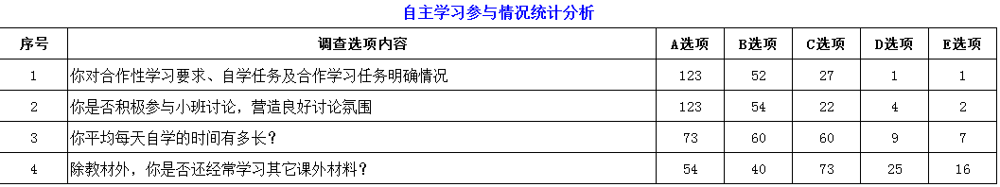 自主学习参与情况统计分析
序号 调查选项内容 A选项 B选项 C选项 D选项 E选项
1 你对合作性学习要求、自学任务及合作学习任务明确情况 123 52 27 1 1
2 你是否积极参与小班讨论，营造良好讨论氛围 123 54 22 4 2
3 你平均每天自学的时间有多长？ 73 60 60 9 7
4 除教材外，你是否还经常学习其它课外材料？ 54 40 73 25 16